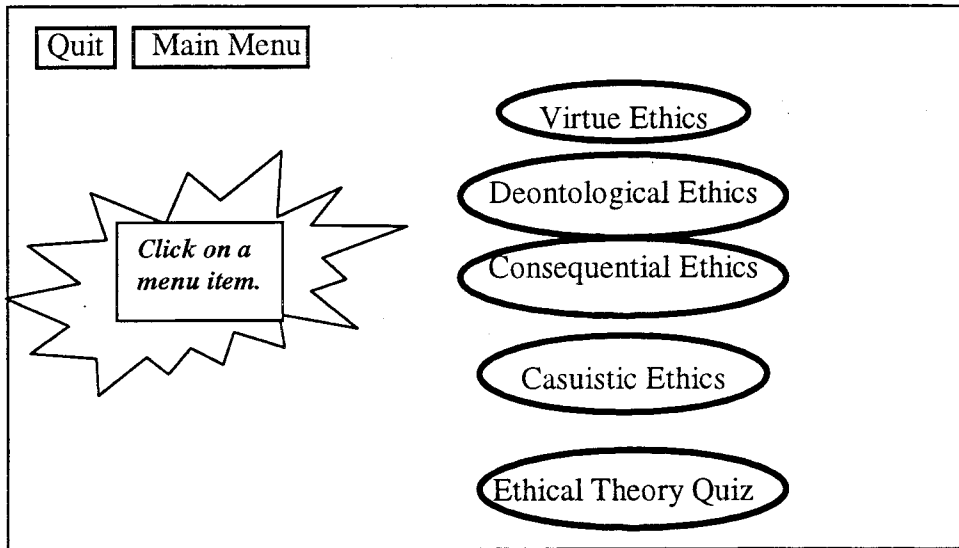 Quit Main Menu
Virtue Ethics
Deontological Ethics
Click on a
menu item.
Consequential Ethics
Casuistic Ethics
Ethical Theory Quiz